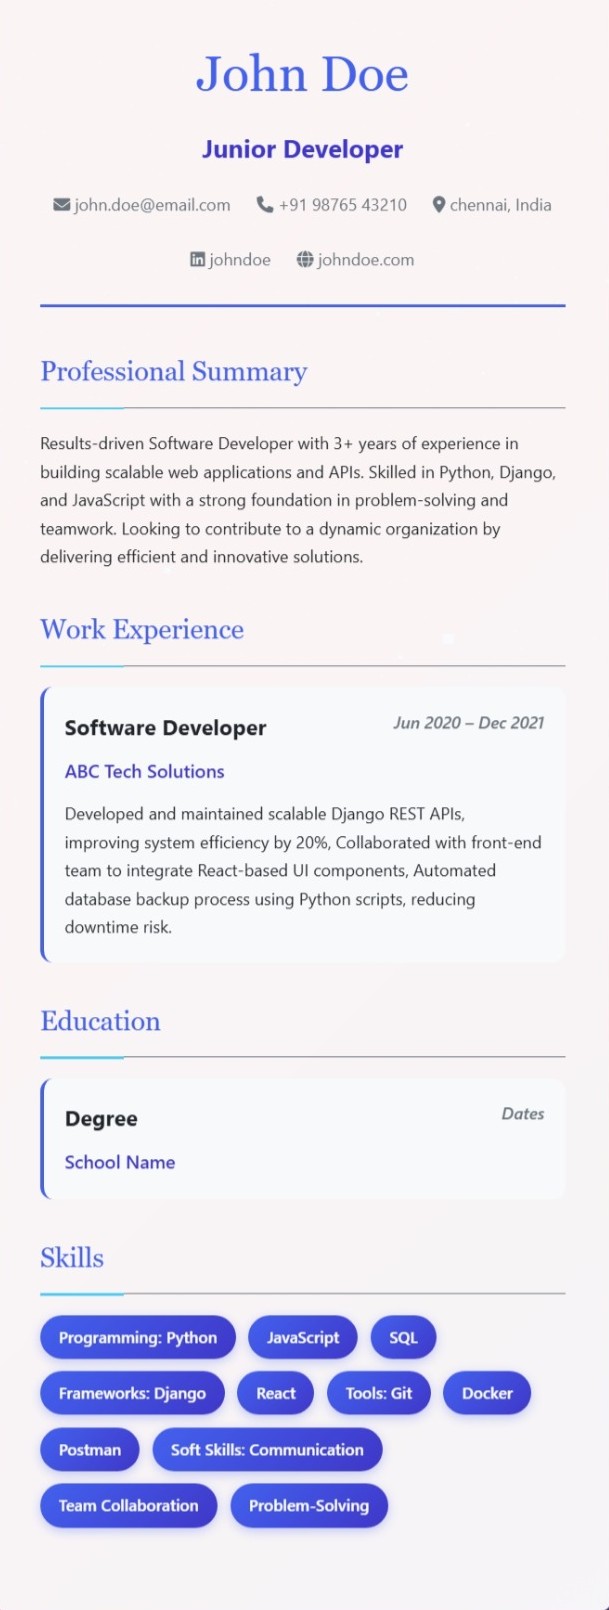 John Doe
Junior Developer
john.doe@email.com +91 98765 43210 chennai, India
johndoe johndoe.com
Professional Summary
Results-driven Software Developer with 3+ years of experience in
building scalable web applications and APIs. Skilled in Python, Django,
and JavaScript with a strong foundation in problem-solving and
teamwork. Looking to contribute to a dynamic organization by
delivering efficient and innovative solutions.
Work Experience
Software Developer Jun 2020 – Dec 2021
ABC Tech Solutions
Developed and maintained scalable Django REST APIs,
improving system efficiency by 20%, Collaborated with front-end
team to integrate React-based UI components, Automated
database backup process using Python scripts, reducing
downtime risk.
Education
Degree Dates
School Name
Skills
Programming: Python JavaScript SQL
Frameworks: Django React Tools: Git Docker
Postman Soft Skills: Communication
Team Collaboration Problem-Solving